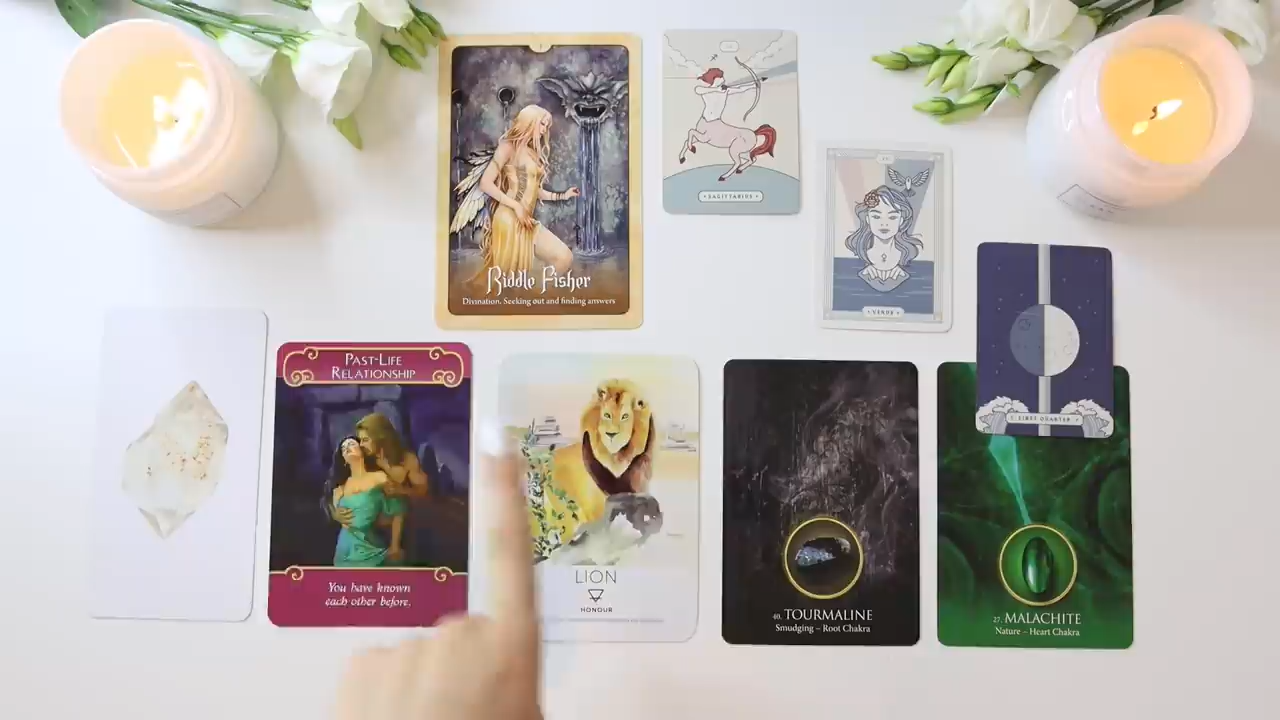 Riddle Fisher
Divination. Seeking out and finding answers
• SAGITTARIUS •
• VENUS •
FIRST QUARTER •
PAST-LIFE
RELATIONSHIP
You have known
each other before.
LION
HONOUR
40. TOURMALINE
Smudging – Root Chakra
27. MALACHITE
Nature – Heart Chakra